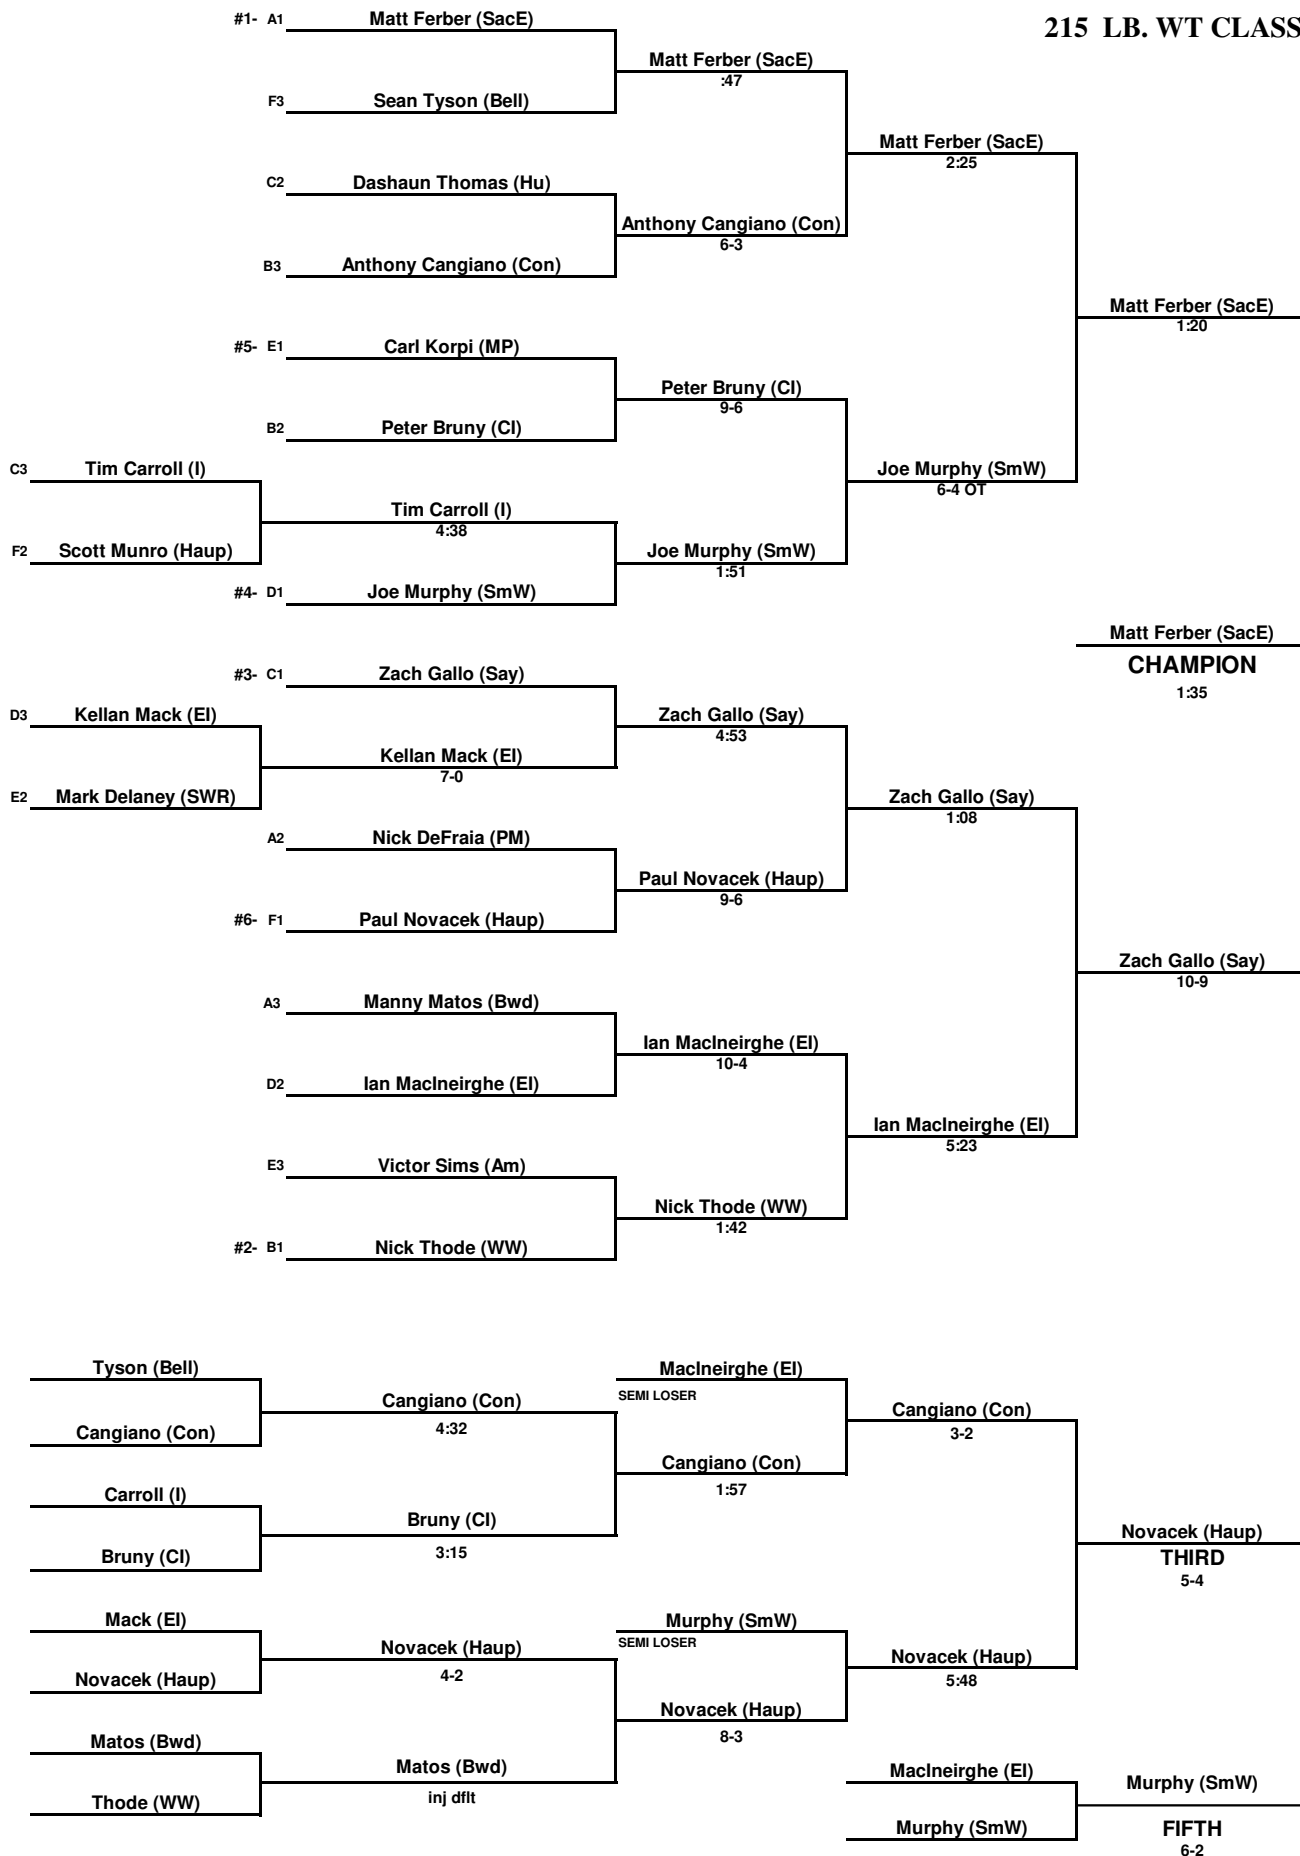 #1- A1 Matt Ferber (SacE)
215 LB. WT CLASS
Matt Ferber (SacE)
:47
F3 Sean Tyson (Bell)
Matt Ferber (SacE)
2:25
C2 Dashaun Thomas (Hu)
Anthony Cangiano (Con)
6-3
B3 Anthony Cangiano (Con)
Matt Ferber (SacE)
1:20
#5- E1 Carl Korpi (MP)
Peter Bruny (CI)
9-6
B2 Peter Bruny (CI)
C3 Tim Carroll (I)
Joe Murphy (SmW)
6-4 OT
Tim Carroll (I)
4:38
F2 Scott Munro (Haup)
Joe Murphy (SmW)
1:51
#4- D1 Joe Murphy (SmW)
Matt Ferber (SacE)
CHAMPION
1:35
#3- C1 Zach Gallo (Say)
D3 Kellan Mack (EI)
Zach Gallo (Say)
4:53
Kellan Mack (EI)
7-0
E2 Mark Delaney (SWR)
Zach Gallo (Say)
1:08
A2 Nick DeFraia (PM)
Paul Novacek (Haup)
9-6
#6- F1 Paul Novacek (Haup)
Zach Gallo (Say)
10-9
A3 Manny Matos (Bwd)
Ian MacIneirghe (EI)
10-4
D2 Ian MacIneirghe (EI)
Ian MacIneirghe (EI)
5:23
E3 Victor Sims (Am)
Nick Thode (WW)
1:42
#2- B1 Nick Thode (WW)
Tyson (Bell)
MacIneirghe (EI)
SEMI LOSER
Cangiano (Con)
4:32
Cangiano (Con)
3-2
Cangiano (Con)
Cangiano (Con)
1:57
Carroll (I)
Bruny (CI)
3:15
Novacek (Haup)
THIRD
5-4
Bruny (CI)
Mack (EI)
Murphy (SmW)
SEMI LOSER
Novacek (Haup)
4-2
Novacek (Haup)
5:48
Novacek (Haup)
Novacek (Haup)
8-3
Matos (Bwd)
Matos (Bwd)
inj dflt
MacIneirghe (EI)
Murphy (SmW)
Thode (WW)
Murphy (SmW)
FIFTH
6-2